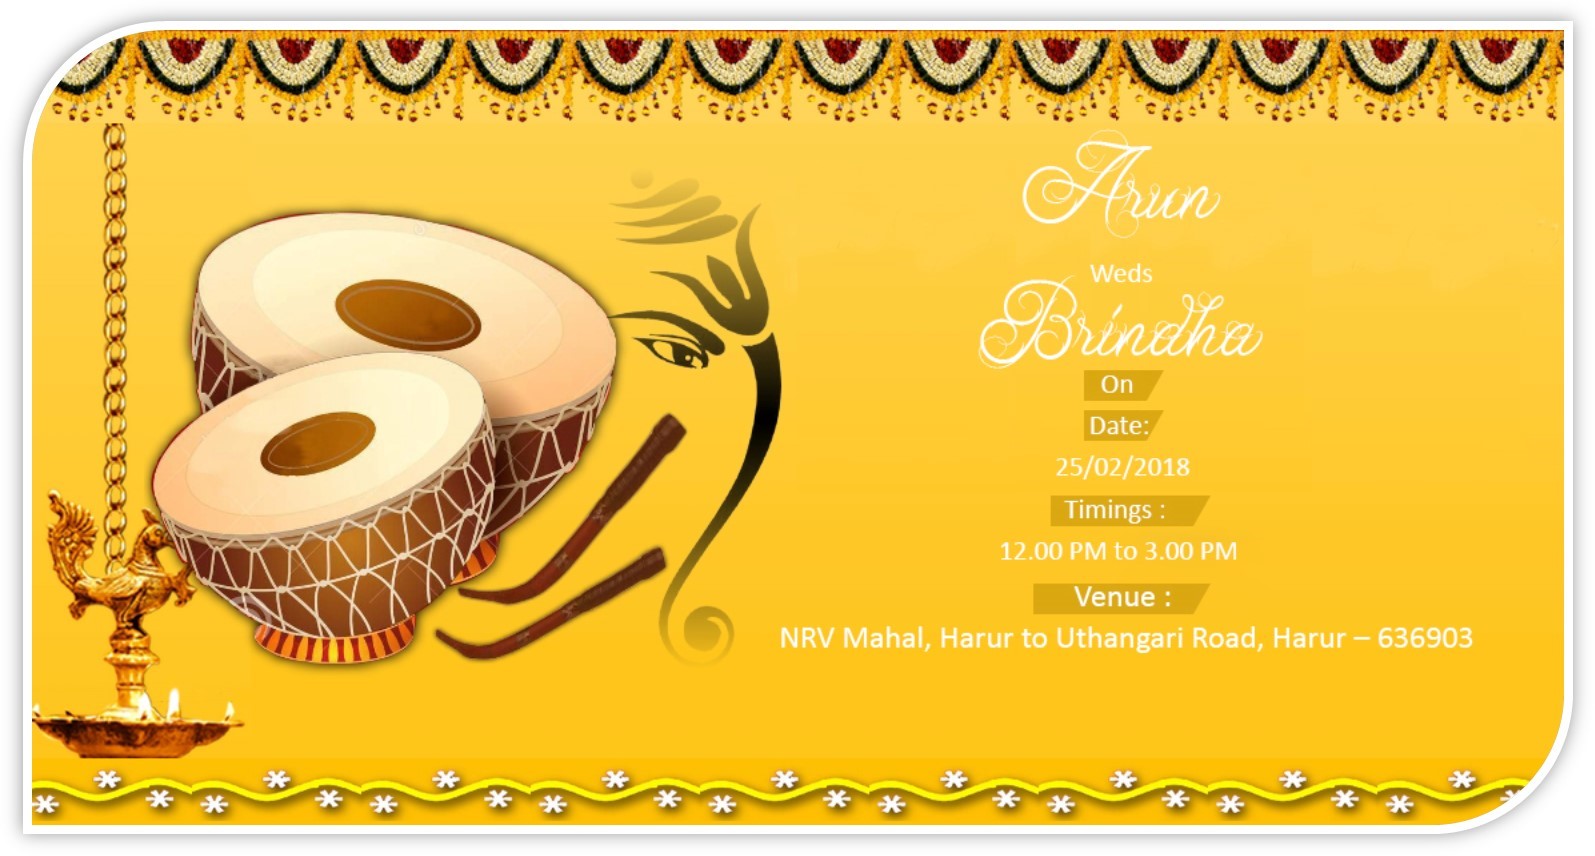 Arun
Weds
Brindha
On
Date:
25/02/2018
Timings :
12.00 PM to 3.00 PM
Venue :
NRV Mahal, Harur to Uthangari Road, Harur – 636903